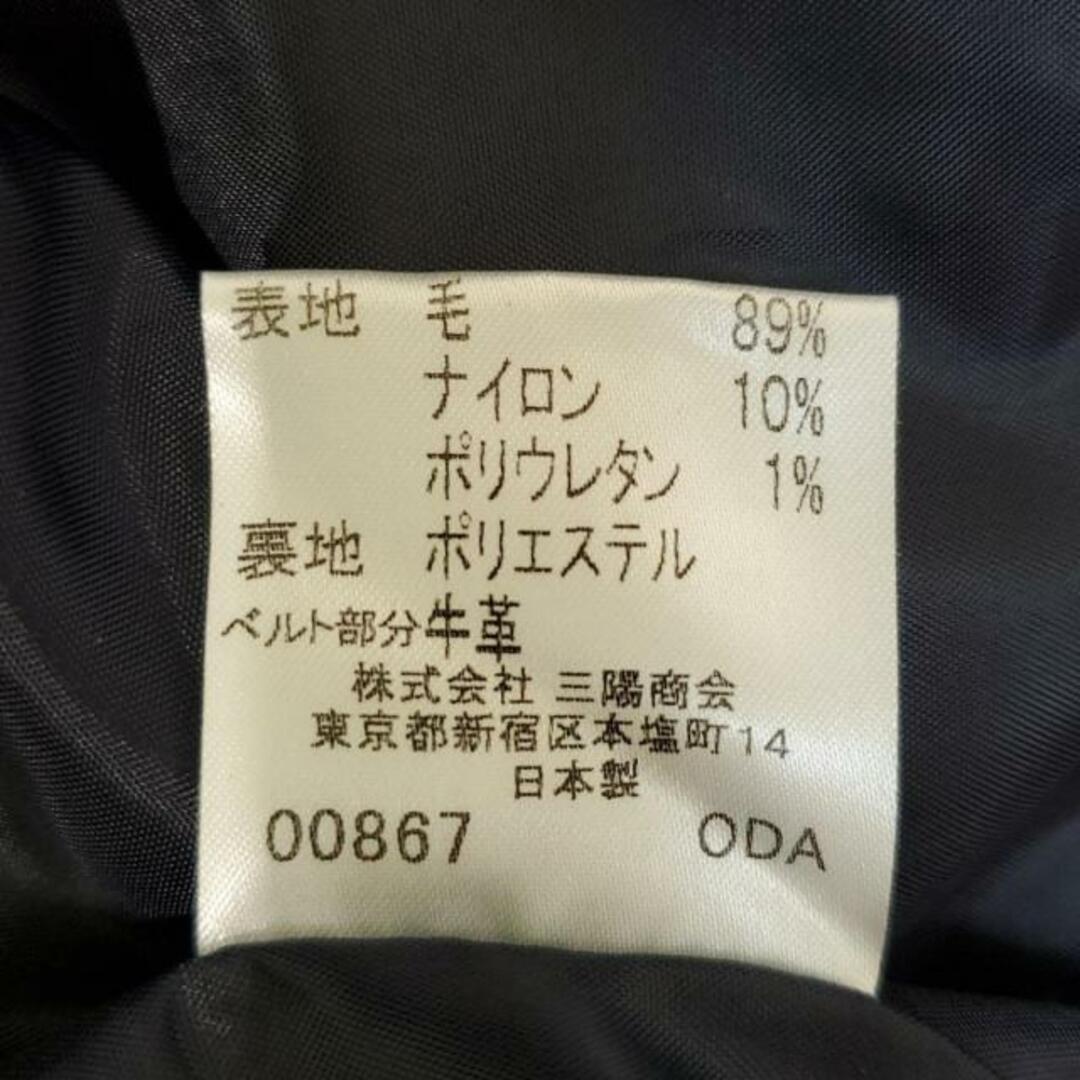 表地 毛 89%
ナイロン 10%
ポリウレタン 1%
裏地 ポリエステル
ベルト部分 牛革
株式会社 三陽商会
東京都新宿区本塩町14
日本製
00867 ODA